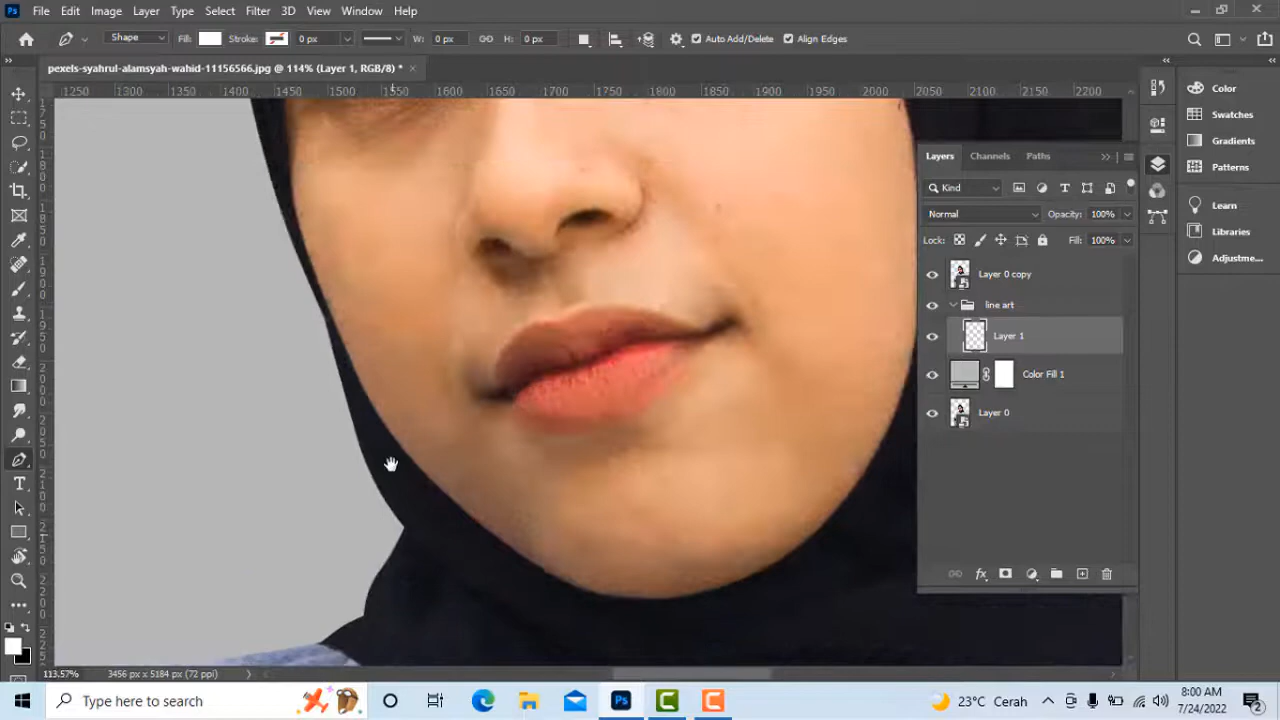 Ps File Edit Image Layer Type Select Filter 3D View Window Help
Shape Fill: Stroke: 0 px W: 0 px H: 0 px Auto Add/Delete Align Edges
pexels-syahrul-alamsyah-wahid-11156566.jpg @ 114% (Layer 1, RGB/8) *
1250 1300 1350 1400 1450 1500 1550 1600 1650 1700 1750 1800 1850 1900 1950 2000 2050 2100 2150 2200
Color
Swatches
Gradients
Patterns
Learn
Libraries
Adjustme...
Layers Channels Paths
Kind
Normal Opacity: 100%
Lock: Fill: 100%
Layer 0 copy
line art
Layer 1
Color Fill 1
Layer 0
fx
113.57% 3456 px x 5184 px (72 ppi)
Type here to search
Ps
23°C Cerah
8:00 AM
7/24/2022
2